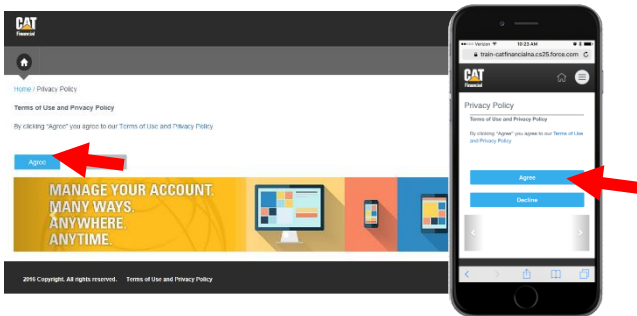 CAT
Financial
Home / Privacy Policy
Terms of Use and Privacy Policy
By clicking "Agree" you agree to our Terms of Use and Privacy Policy
Agree
MANAGE YOUR ACCOUNT.
MANY WAYS.
ANYWHERE.
ANYTIME.
2016 Copyright. All rights reserved. Terms of Use and Privacy Policy
Verizon 10:23 AM
train-catfinancialna.cs25.force.com
CAT
Financial
Privacy Policy
Terms of Use and Privacy Policy
By clicking "Agree" you agree to our Terms of Use
and Privacy Policy
Agree
Decline